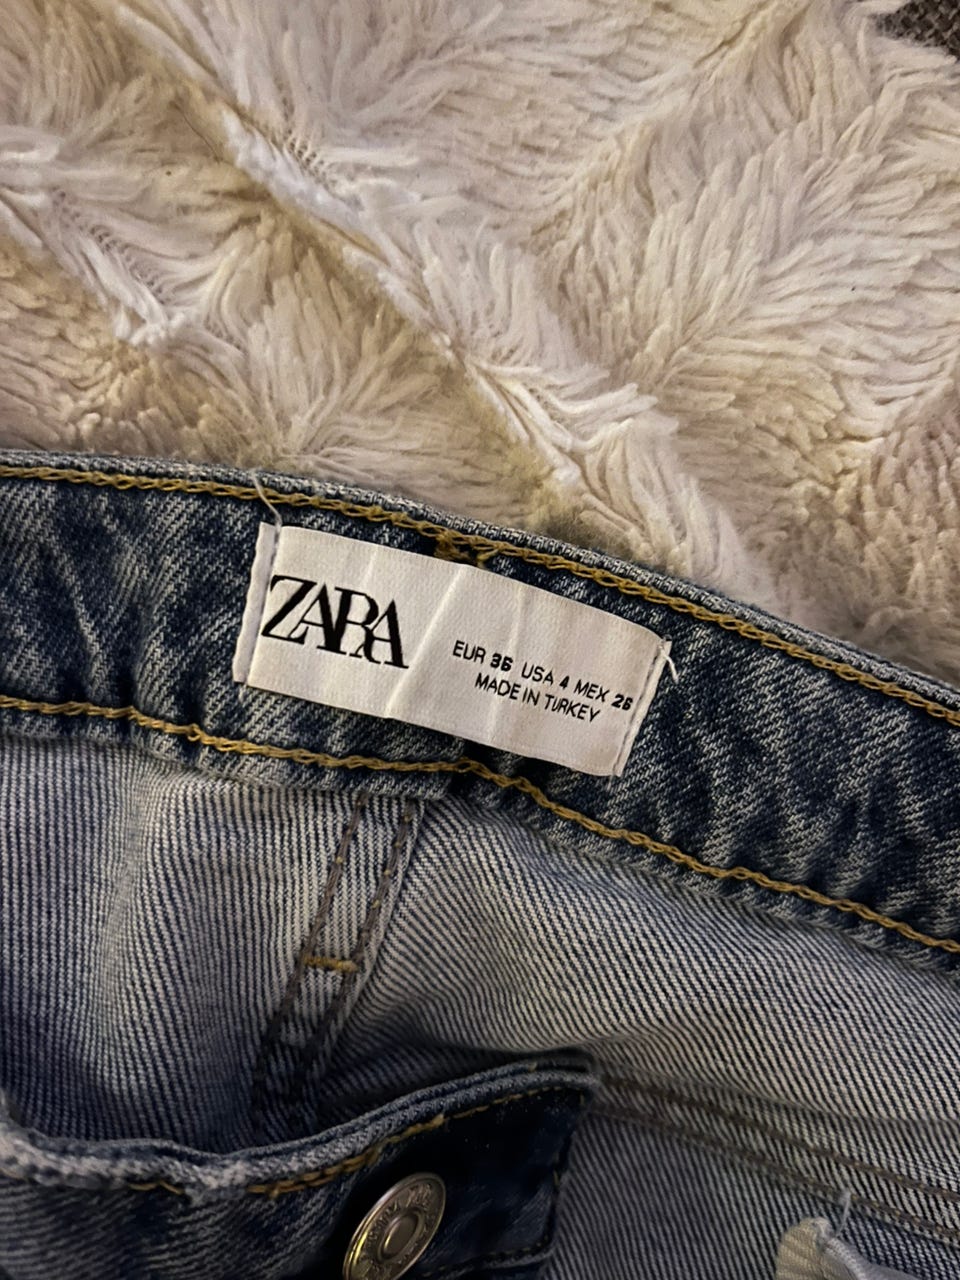 ZARA
EUR 36 USA 4 MEX 26
MADE IN TURKEY